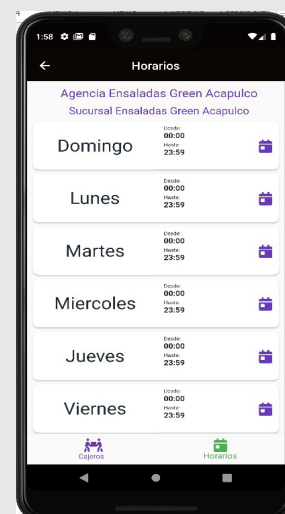 1:58
Horarios
Agencia Ensaladas Green Acapulco
Sucursal Ensaladas Green Acapulco
Domingo
Desde:
00:00
Hasta:
23:59
Lunes
Desde:
00:00
Hasta:
23:59
Martes
Desde:
00:00
Hasta:
23:59
Miercoles
Desde:
00:00
Hasta:
23:59
Jueves
Desde:
00:00
Hasta:
23:59
Viernes
Desde:
00:00
Hasta:
23:59
Cajeros
Horarios